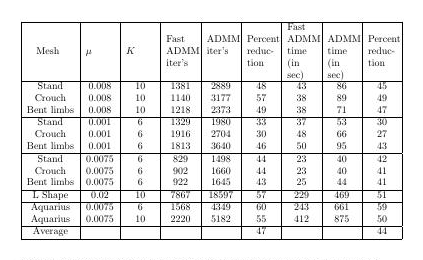 Mesh μ K Fast ADMM iter's ADMM iter's Percent reduc- tion Fast ADMM time (in sec) ADMM time (in sec) Percent reduc- tion
Stand 0.008 10 1381 2889 48 43 86 45
Crouch 0.008 10 1140 3177 57 38 89 49
Bent limbs 0.008 10 1218 2373 49 38 71 47
Stand 0.001 6 1329 1980 33 37 53 30
Crouch 0.001 6 1916 2704 30 48 66 27
Bent limbs 0.001 6 1813 3640 46 50 95 43
Stand 0.0075 6 829 1498 44 23 40 42
Crouch 0.0075 6 902 1660 44 23 40 41
Bent limbs 0.0075 6 922 1645 43 25 44 41
L Shape 0.02 10 7867 18597 57 229 469 51
Aquarius 0.0075 6 1568 4349 60 243 661 59
Aquarius 0.0075 10 2220 5182 55 412 875 50
Average 47 44